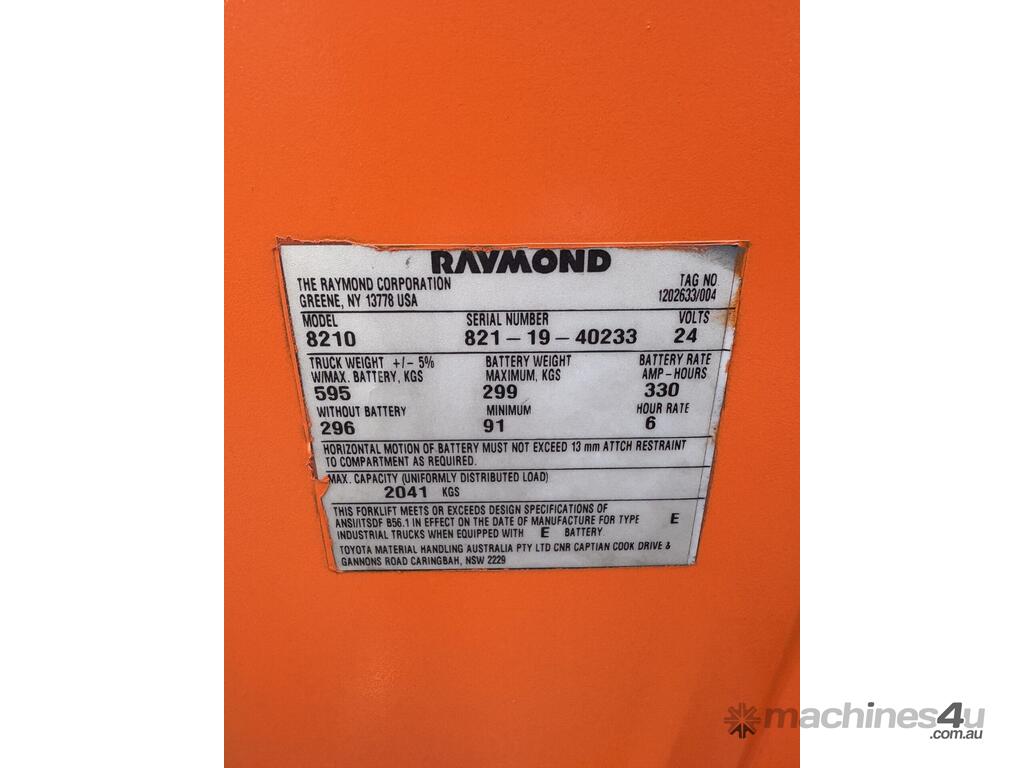 RAYMOND
THE RAYMOND CORPORATION
GREENE, NY 13778 USA
TAG NO
1202633/004
MODEL SERIAL NUMBER VOLTS
8210 821-19-40233 24
TRUCK WEIGHT +/- 5% BATTERY WEIGHT BATTERY RATE
W/MAX. BATTERY, KGS MAXIMUM, KGS AMP-HOURS
595 299 330
WITHOUT BATTERY MINIMUM HOUR RATE
296 91 6
HORIZONTAL MOTION OF BATTERY MUST NOT EXCEED 13 mm ATTCH RESTRAINT
TO COMPARTMENT AS REQUIRED.
MAX. CAPACITY (UNIFORMLY DISTRIBUTED LOAD)
2041 KGS
THIS FORKLIFT MEETS OR EXCEEDS DESIGN SPECIFICATIONS OF
ANSI/ITSDF B56.1 IN EFFECT ON THE DATE OF MANUFACTURE FOR TYPE E
INDUSTRIAL TRUCKS WHEN EQUIPPED WITH E BATTERY.
TOYOTA MATERIAL HANDLING AUSTRALIA PTY LTD CNR CAPTIAN COOK DRIVE &
GANNONS ROAD CARINGBAH, NSW 2229
machines4u
.com.au